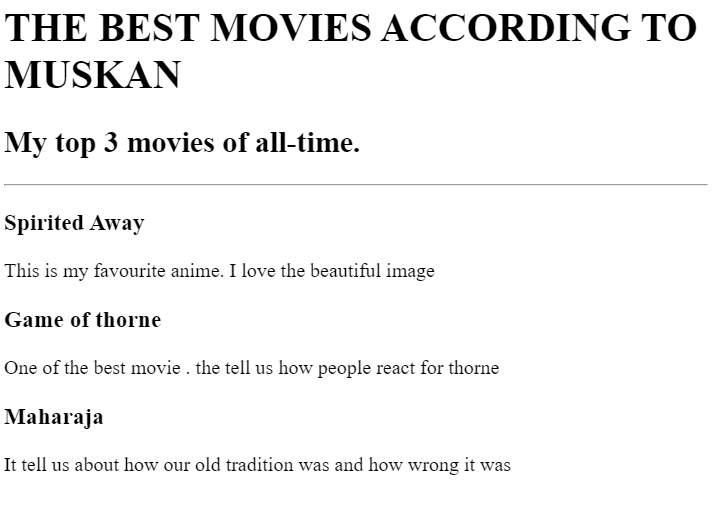 THE BEST MOVIES ACCORDING TO
MUSKAN
My top 3 movies of all-time.
Spirited Away
This is my favourite anime. I love the beautiful image
Game of thorne
One of the best movie . the tell us how people react for thorne
Maharaja
It tell us about how our old tradition was and how wrong it was